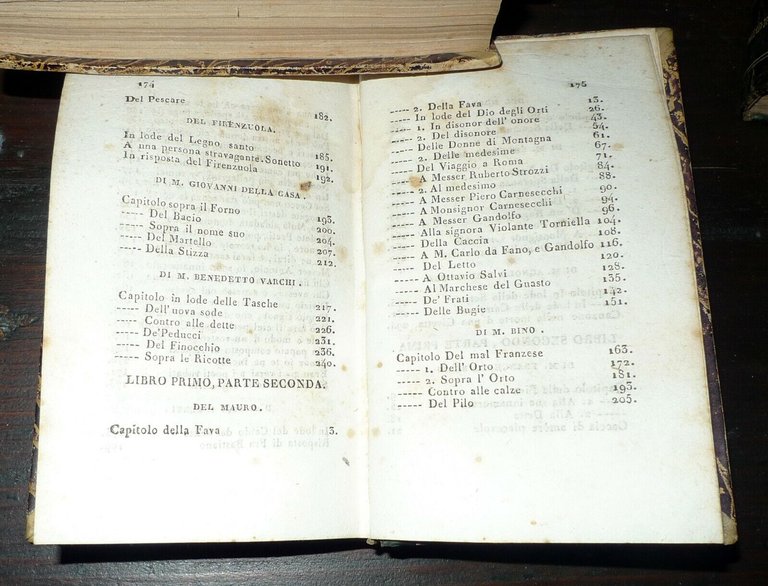 174
Del Pescare 182.
DEL FIRENZUOLA.
In lode del Legno santo 185.
A una persona stravagante. Sonetto 191.
In risposta del Firenzuola 192.
DI M. GIOVANNI DELLA CASA.
Capitolo sopra il Forno 193.
----- Del Bacio 200.
----- Sopra il nome suo 204.
----- Del Martello 207.
----- Della Stizza 212.
DI M. BENEDETTO VARCHI.
Capitolo in lode delle Tasche 217.
----- Dell'uova sode 221.
----- Contro alle dette 226.
----- De'Peducci 231.
----- Del Finocchio 236.
----- Sopra le Ricotte 240.
LIBRO PRIMO, PARTE SECONDA.
DEL MAURO.
Capitolo della Fava 3.
175
----- 2. Della Fava 13.
----- In lode del Dio degli Orti 26.
----- 1. In disonor dell' onore 43.
----- 2. Del disonore 54.
----- Delle Donne di Montagna 61.
----- 2. Delle medesime 67.
----- Del Viaggio a Roma 71.
----- A Messer Ruberto Strozzi 84.
----- 2. Al medesimo 88.
----- A Messer Piero Carnesecchi 90.
----- A Monsignor Carnesecchi 94.
----- A Messer Gandolfo 96.
----- Alla signora Violante Torniella 104.
----- Della Caccia 108.
----- A M. Carlo da Fano, e Gandolfo 116.
----- Del Letto 120.
----- A Ottavio Salvi 128.
----- Al Marchese del Guasto 135.
----- De' Frati 142.
----- Delle Bugie 151.
DI M. BINO.
Capitolo Del mal Franzese 163.
----- 1. Dell'Orto 172.
----- 2. Sopra l' Orto 181.
----- Contro alle calze 193.
----- Del Pilo 205.